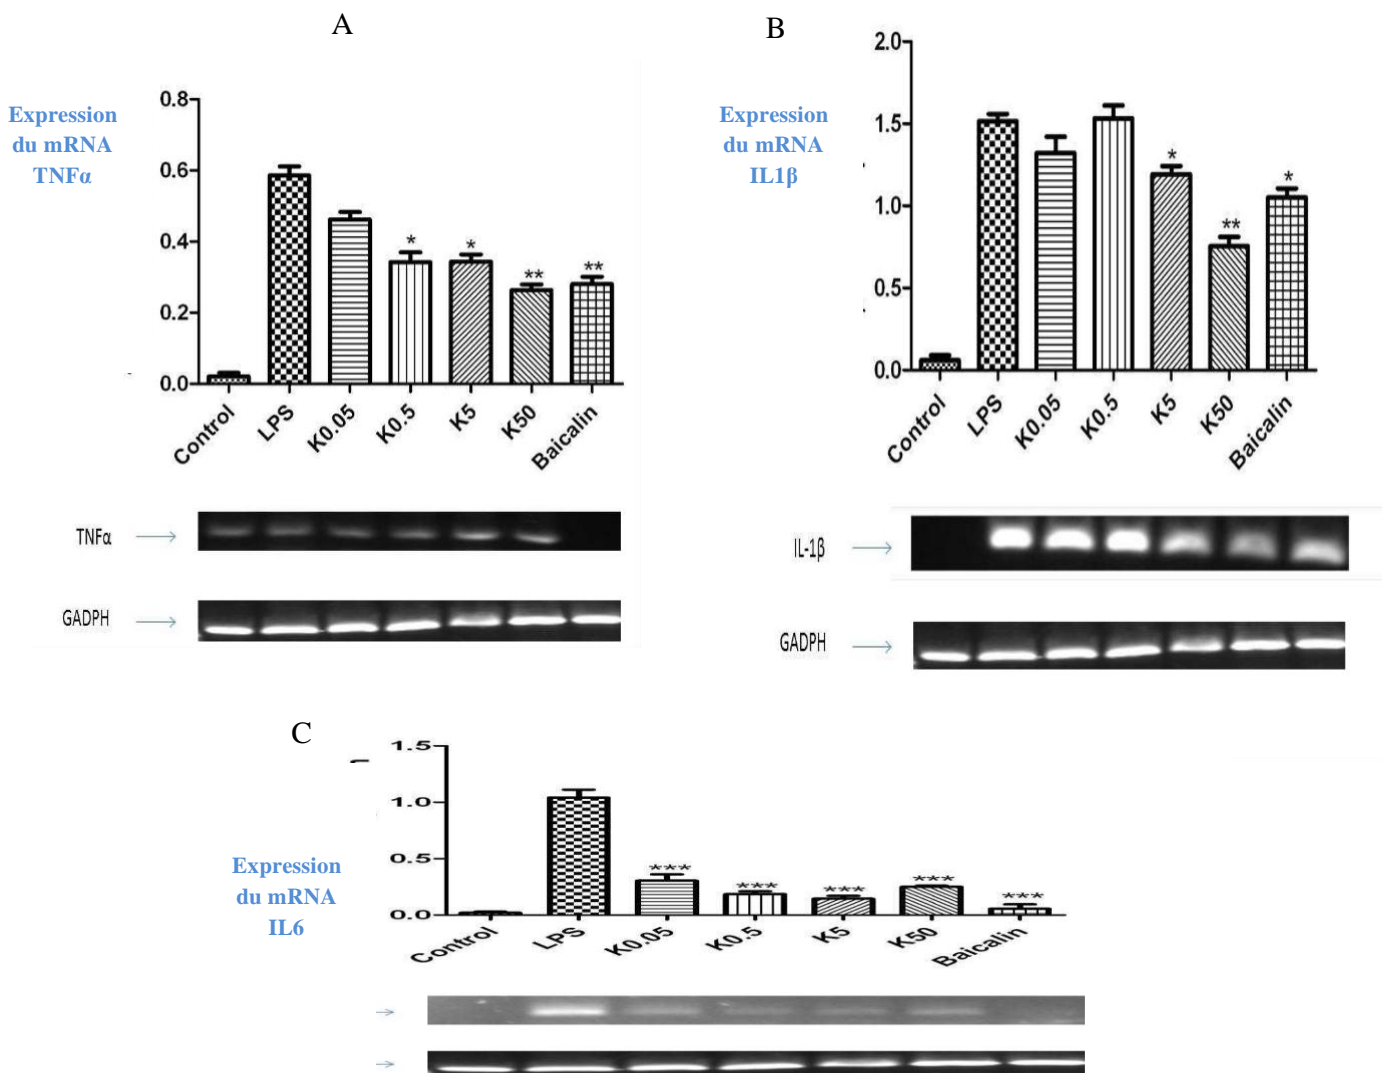 A
Expression
du mRNA
TNFα
0.8
0.6
0.4
0.2
0.0
*
*
**
**
Control
LPS
K0.05
K0.5
K5
K50
Baicalin
TNFα
GADPH
B
Expression
du mRNA
IL1β
2.0
1.5
1.0
0.5
0.0
*
**
*
Control
LPS
K0.05
K0.5
K5
K50
Baicalin
IL-1β
GADPH
C
Expression
du mRNA
IL6
1.5
1.0
0.5
0.0
***
***
***
***
***
Control
LPS
K0.05
K0.5
K5
K50
Baicalin